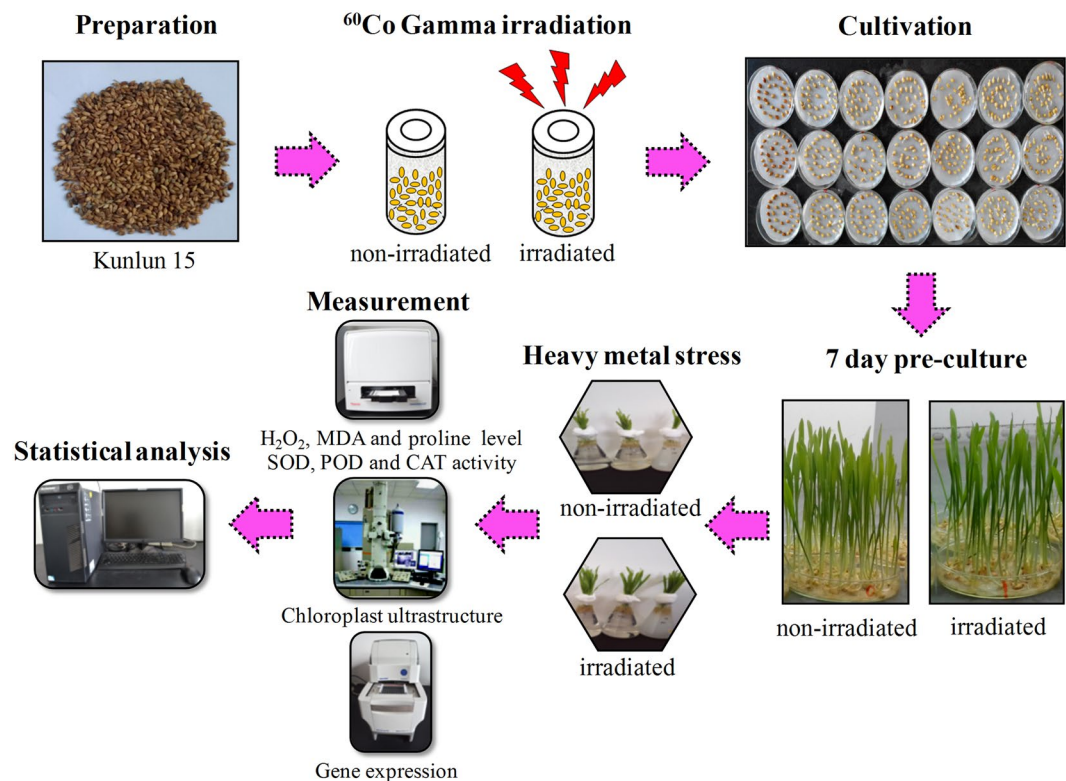 Preparation
⁶⁰Co Gamma irradiation
Cultivation
Kunlun 15
non-irradiated
irradiated
7 day pre-culture
non-irradiated
irradiated
Heavy metal stress
non-irradiated
irradiated
Measurement
H₂O₂, MDA and proline level
SOD, POD and CAT activity
Chloroplast ultrastructure
Gene expression
Statistical analysis